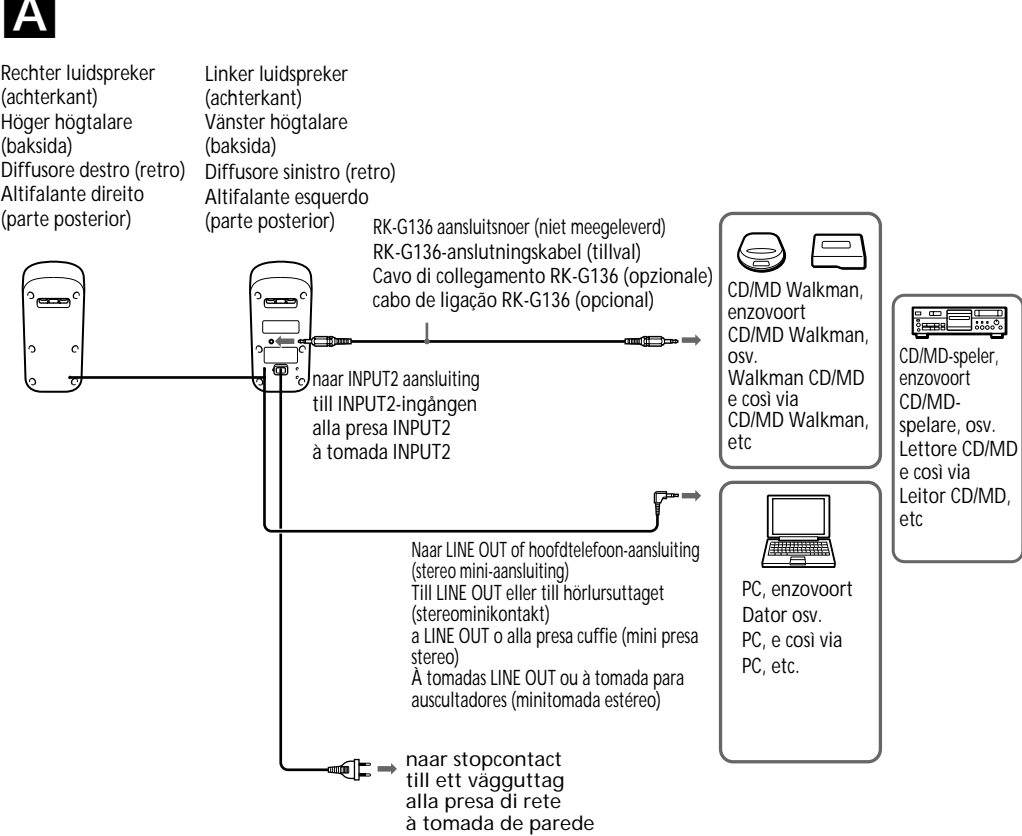 A
Rechter luidspreker
(achterkant)
Höger högtalare
(baksida)
Diffusore destro (retro)
Altifalante direito
(parte posterior)
Linker luidspreker
(achterkant)
Vänster högtalare
(baksida)
Diffusore sinistro (retro)
Altifalante esquerdo
(parte posterior)
RK-G136 aansluitsnoer (niet meegeleverd)
RK-G136-anslutningskabel (tillval)
Cavo di collegamento RK-G136 (opzionale)
cabo de ligação RK-G136 (opcional)
naar INPUT2 aansluiting
till INPUT2-ingången
alla presa INPUT2
à tomada INPUT2
CD/MD Walkman,
enzovoort
CD/MD Walkman,
osv.
Walkman CD/MD
e così via
CD/MD Walkman,
etc
CD/MD-speler,
enzovoort
CD/MD-
spelare, osv.
Lettore CD/MD
e così via
Leitor CD/MD,
etc
Naar LINE OUT of hoofdtelefoon-aansluiting
(stereo mini-aansluiting)
Till LINE OUT eller till hörlursuttaget
(stereominikontakt)
a LINE OUT o alla presa cuffie (mini presa
stereo)
À tomadas LINE OUT ou à tomada para
auscultadores (minitomada estéreo)
PC, enzovoort
Dator osv.
PC, e così via
PC, etc.
naar stopcontact
till ett vägguttag
alla presa di rete
à tomada de parede